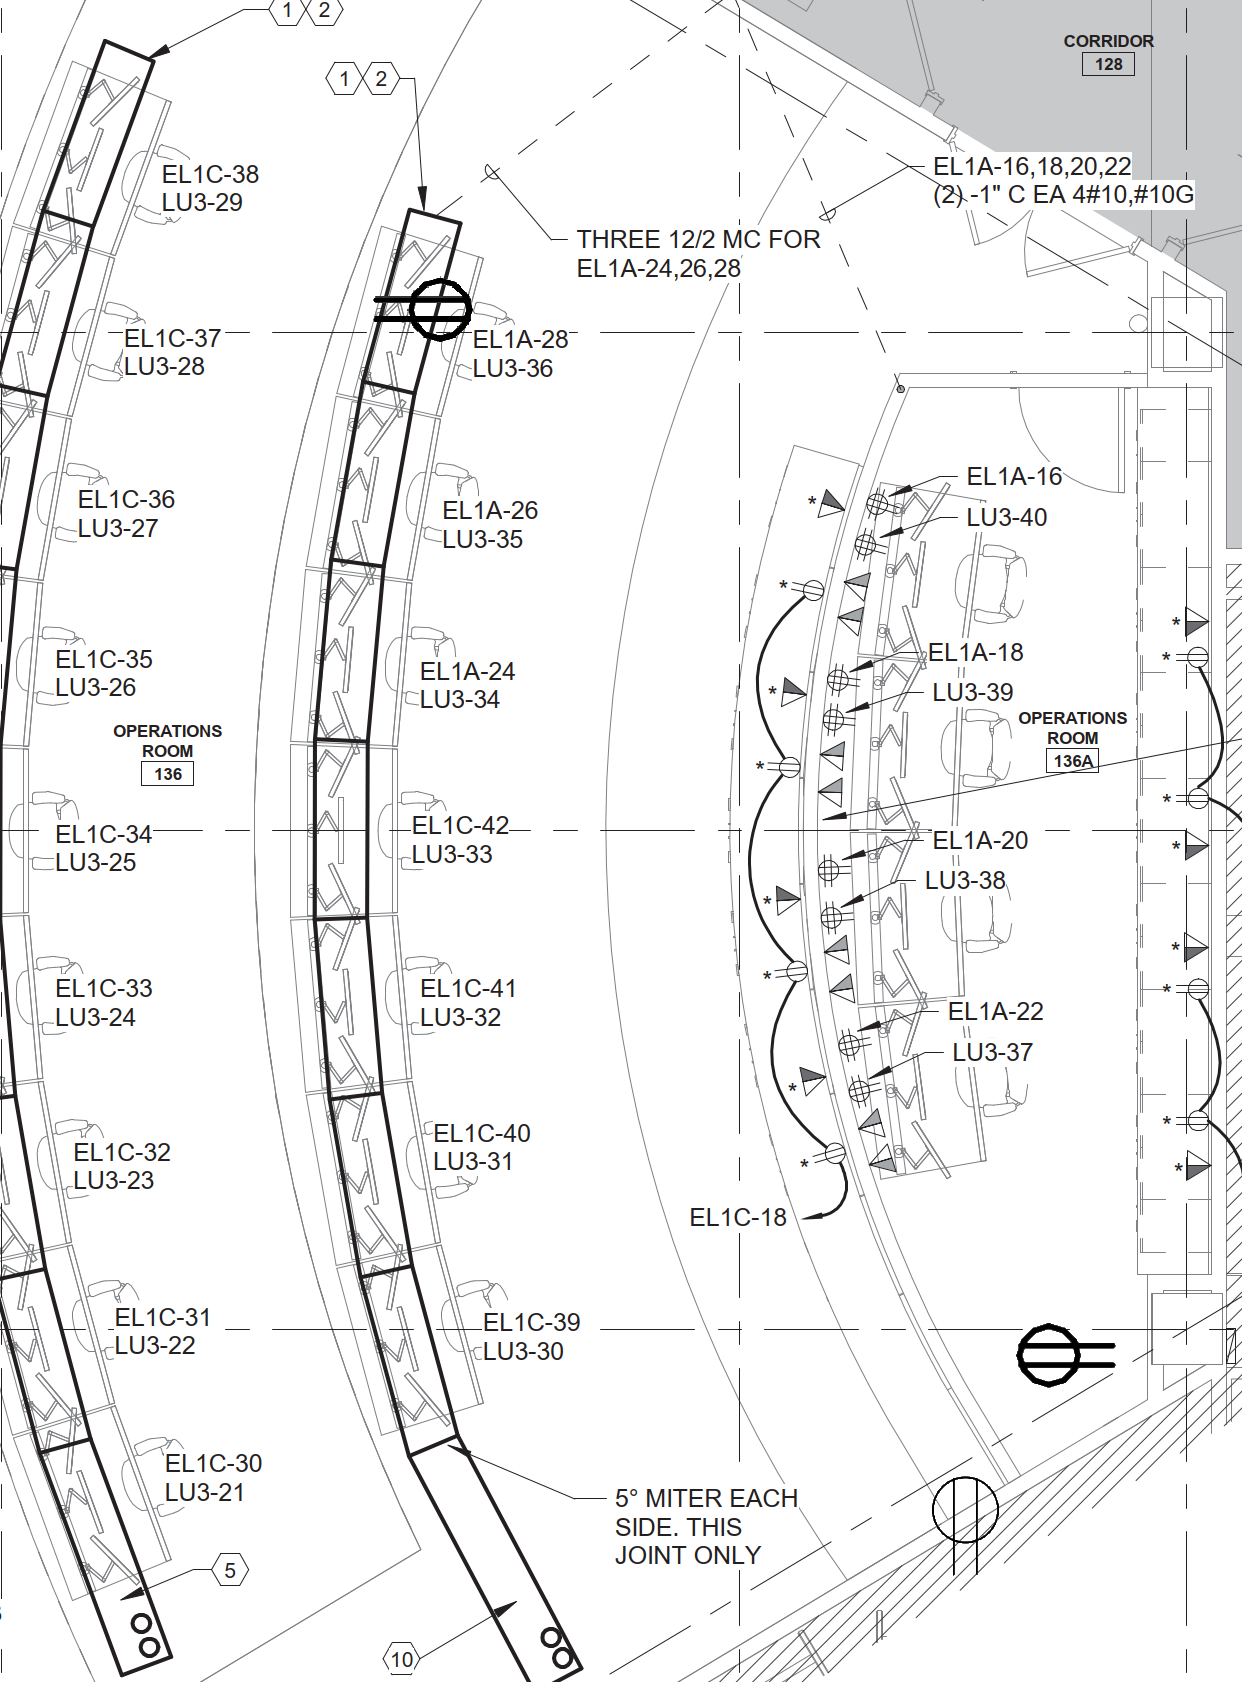 1 2
CORRIDOR
128
1 2
EL1A-16,18,20,22
(2) -1" C EA 4#10,#10G
EL1C-38
LU3-29
THREE 12/2 MC FOR
EL1A-24,26,28
EL1C-37
LU3-28
EL1A-28
LU3-36
EL1A-16
LU3-40
*
EL1C-36
LU3-27
EL1A-26
LU3-35
*
*
EL1C-35
LU3-26
EL1A-24
LU3-34
EL1A-18
LU3-39
*
*
OPERATIONS
ROOM
136
OPERATIONS
ROOM
136A
*
*
EL1C-34
LU3-25
EL1C-42
LU3-33
EL1A-20
LU3-38
*
*
*
EL1C-33
LU3-24
EL1C-41
LU3-32
*
*
EL1A-22
LU3-37
*
EL1C-32
LU3-23
EL1C-40
LU3-31
*
*
*
EL1C-18
EL1C-31
LU3-22
EL1C-39
LU3-30
EL1C-30
LU3-21
5° MITER EACH
SIDE. THIS
JOINT ONLY
5
10